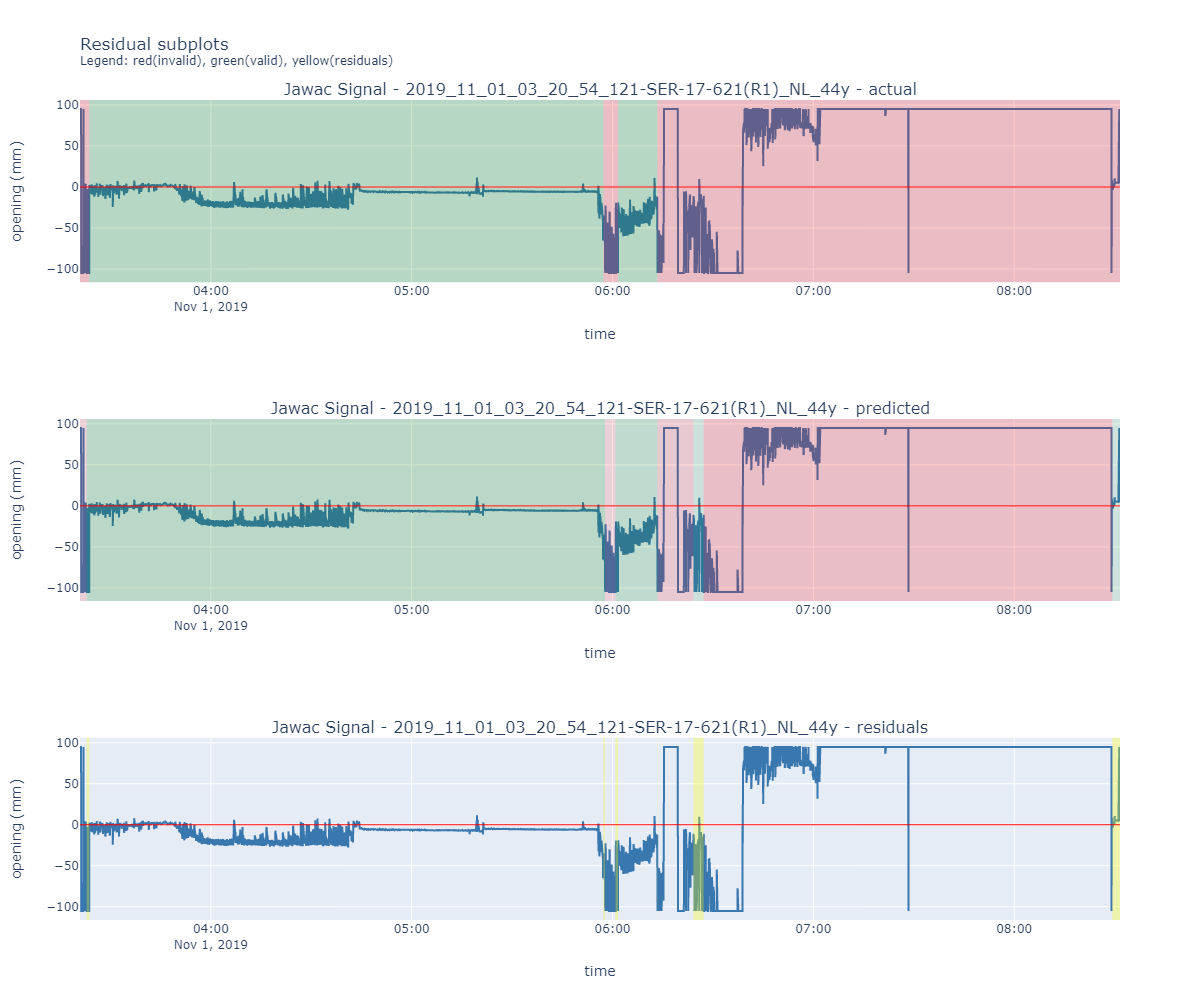 Residual subplots
Legend: red(invalid), green(valid), yellow(residuals)
Jawac Signal - 2019_11_01_03_20_54_121-SER-17-621(R1)_NL_44y - actual
100
50
0
−50
−100
opening (mm)
04:00
05:00
06:00
07:00
08:00
Nov 1, 2019
time
Jawac Signal - 2019_11_01_03_20_54_121-SER-17-621(R1)_NL_44y - predicted
100
50
0
−50
−100
opening (mm)
04:00
05:00
06:00
07:00
08:00
Nov 1, 2019
time
Jawac Signal - 2019_11_01_03_20_54_121-SER-17-621(R1)_NL_44y - residuals
100
50
0
−50
−100
opening (mm)
04:00
05:00
06:00
07:00
08:00
Nov 1, 2019
time